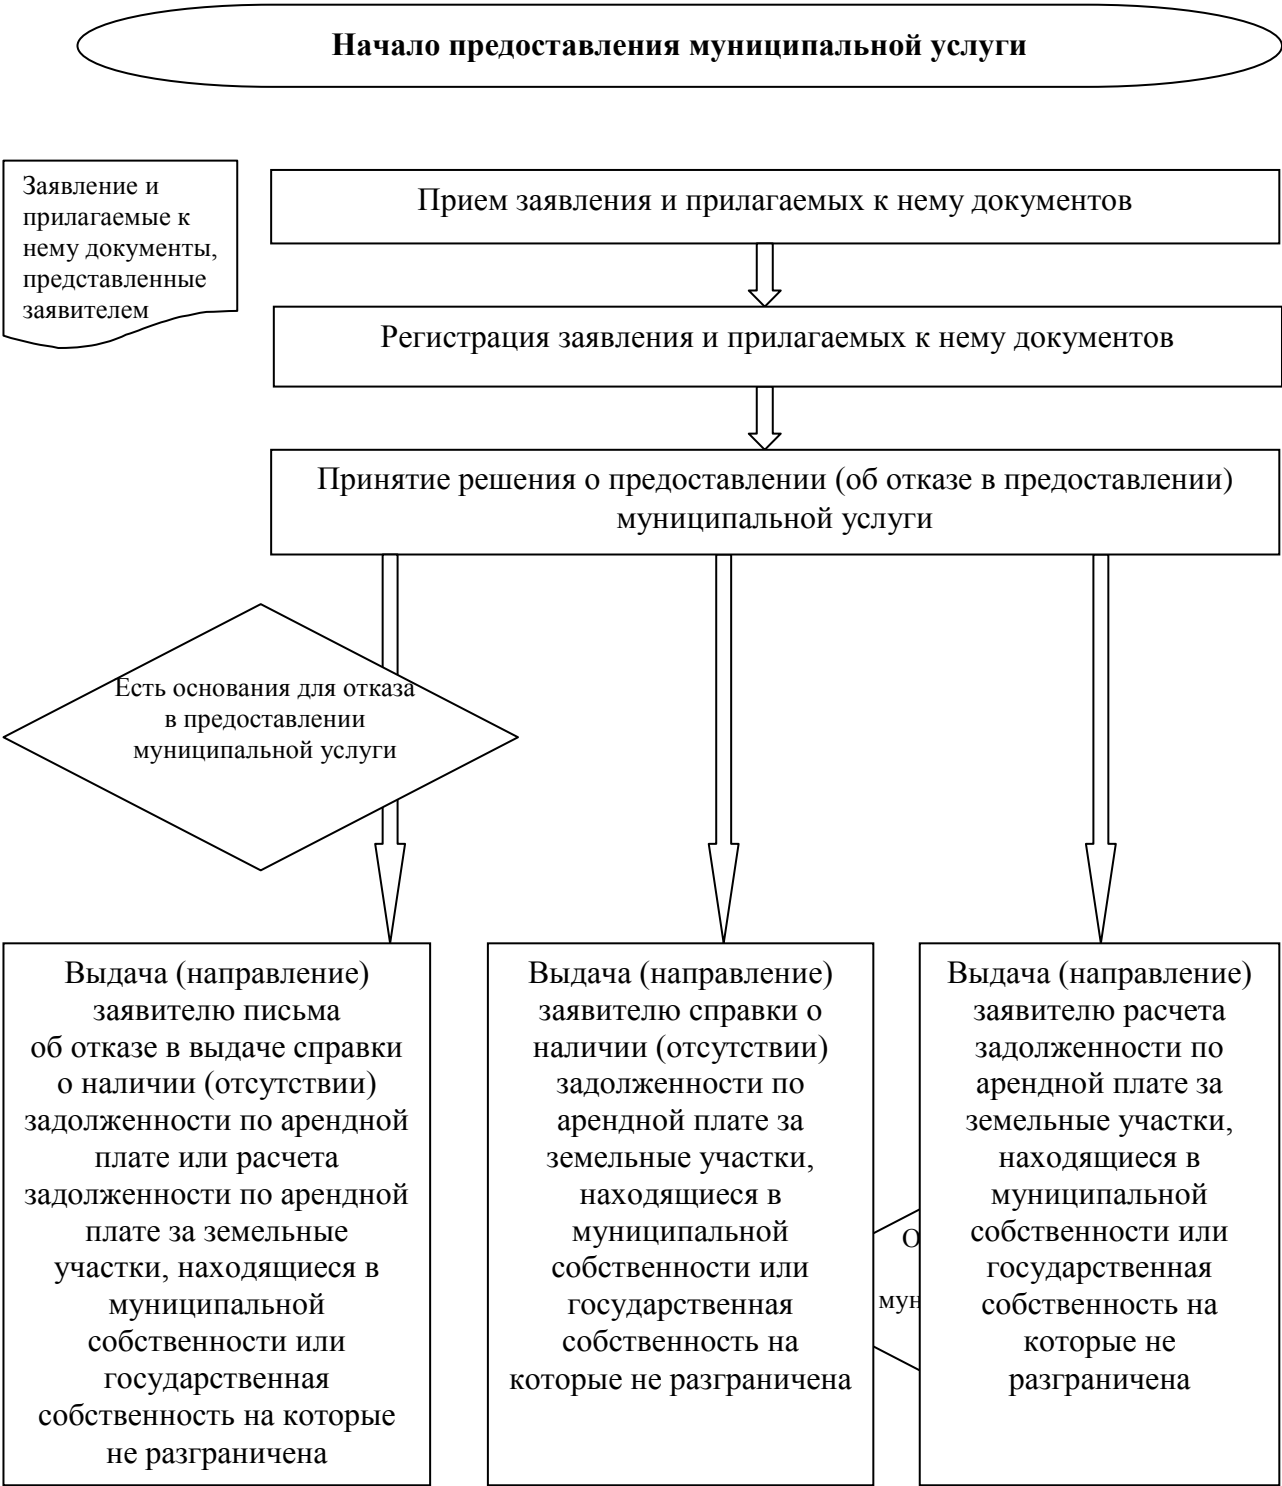 Начало предоставления муниципальной услуги
Заявление и
прилагаемые к
нему документы,
представленные
заявителем
Прием заявления и прилагаемых к нему документов
Регистрация заявления и прилагаемых к нему документов
Принятие решения о предоставлении (об отказе в предоставлении)
муниципальной услуги
Есть основания для отказа
в предоставлении
муниципальной услуги
Выдача (направление)
заявителю письма
об отказе в выдаче справки
о наличии (отсутствии)
задолженности по арендной
плате или расчета
задолженности по арендной
плате за земельные
участки, находящиеся в
муниципальной
собственности или
государственная
собственность на которые
не разграничена
Выдача (направление)
заявителю справки о
наличии (отсутствии)
задолженности по
арендной плате за
земельные участки,
находящиеся в
муниципальной
собственности или
государственная
собственность на
которые не разграничена
Выдача (направление)
заявителю расчета
задолженности по
арендной плате за
земельные участки,
находящиеся в
муниципальной
собственности или
государственная
собственность на
которые не
разграничена